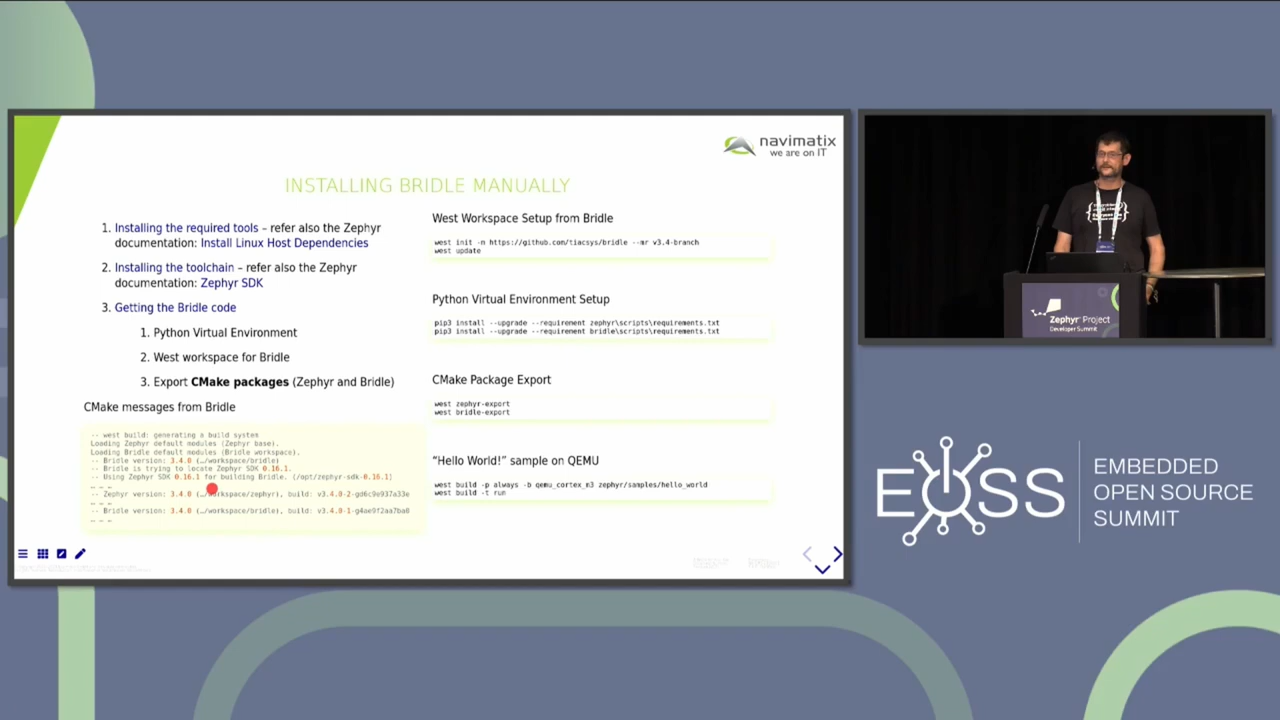 navimatix
we are on IT
INSTALLING BRIDLE MANUALLY
1. Installing the required tools – refer also the Zephyr
documentation: Install Linux Host Dependencies
2. Installing the toolchain – refer also the Zephyr
documentation: Zephyr SDK
3. Getting the Bridle code
1. Python Virtual Environment
2. West workspace for Bridle
3. Export CMake packages (Zephyr and Bridle)
CMake messages from Bridle
-- west build: generating a build system
Loading Zephyr default modules (Zephyr base).
Loading Bridle default modules (Bridle workspace).
-- Bridle version: 3.4.0 (…/workspace/bridle)
-- Bridle is trying to locate Zephyr SDK 0.16.1.
-- Using Zephyr SDK 0.16.1 for building Bridle. (/opt/zephyr-sdk-0.16.1)
… … …
-- Zephyr version: 3.4.0 (…/workspace/zephyr), build:
… … …
-- Bridle version: 3.4.0 (…/workspace/bridle), build:
… … …
West Workspace Setup from Bridle
west init -m https://github.com/tiacsys/bridle --mr v3.4-branch
west update
Python Virtual Environment Setup
pip3 install --upgrade --requirement zephyr\scripts\requirements.txt
pip3 install --upgrade --requirement bridle\scripts\requirements.txt
CMake Package Export
west zephyr-export
west bridle-export
“Hello World!” sample on QEMU
west build -p always -b qemu_cortex_m3 zephyr/samples/hello_world
west build -t run
Zephyr Project
Developer Summit
EOSS
EMBEDDED
OPEN SOURCE
SUMMIT